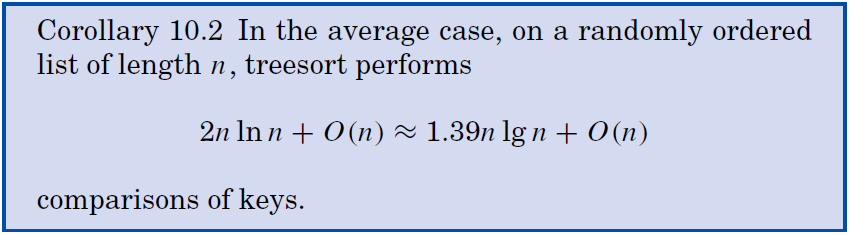 Corollary 10.2 In the average case, on a randomly ordered
list of length n, treesort performs
2n ln n + O(n) ≈ 1.39n lg n + O(n)
comparisons of keys.